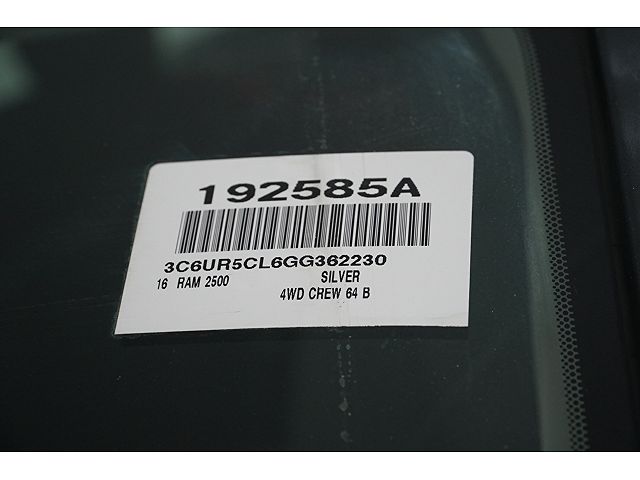 192585A
3C6UR5CL6GG362230
16 RAM 2500 SILVER
4WD CREW 64 B